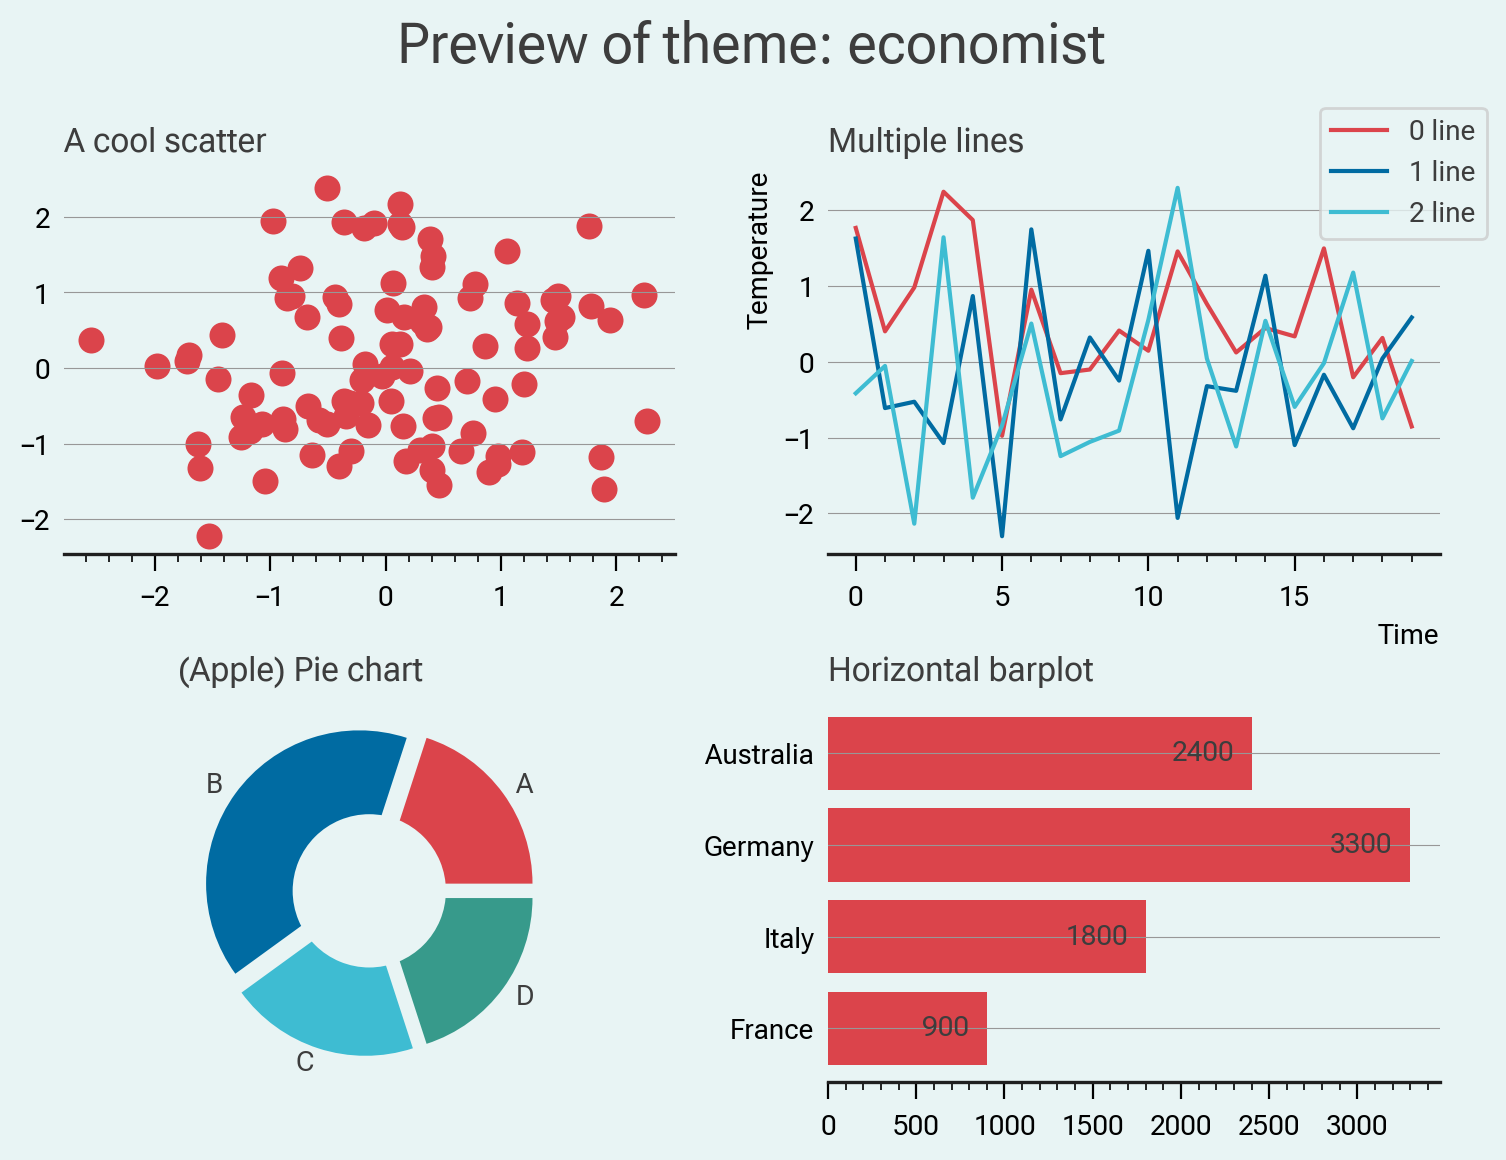 Preview of theme: economist
A cool scatter
2
1
0
−1
−2
−2 −1 0 1 2
Multiple lines
0 line
1 line
2 line
Temperature
2
1
0
−1
−2
0 5 10 15
Time
(Apple) Pie chart
B
A
D
C
Horizontal barplot
Australia 2400
Germany 3300
Italy 1800
France 900
0 500 1000 1500 2000 2500 3000